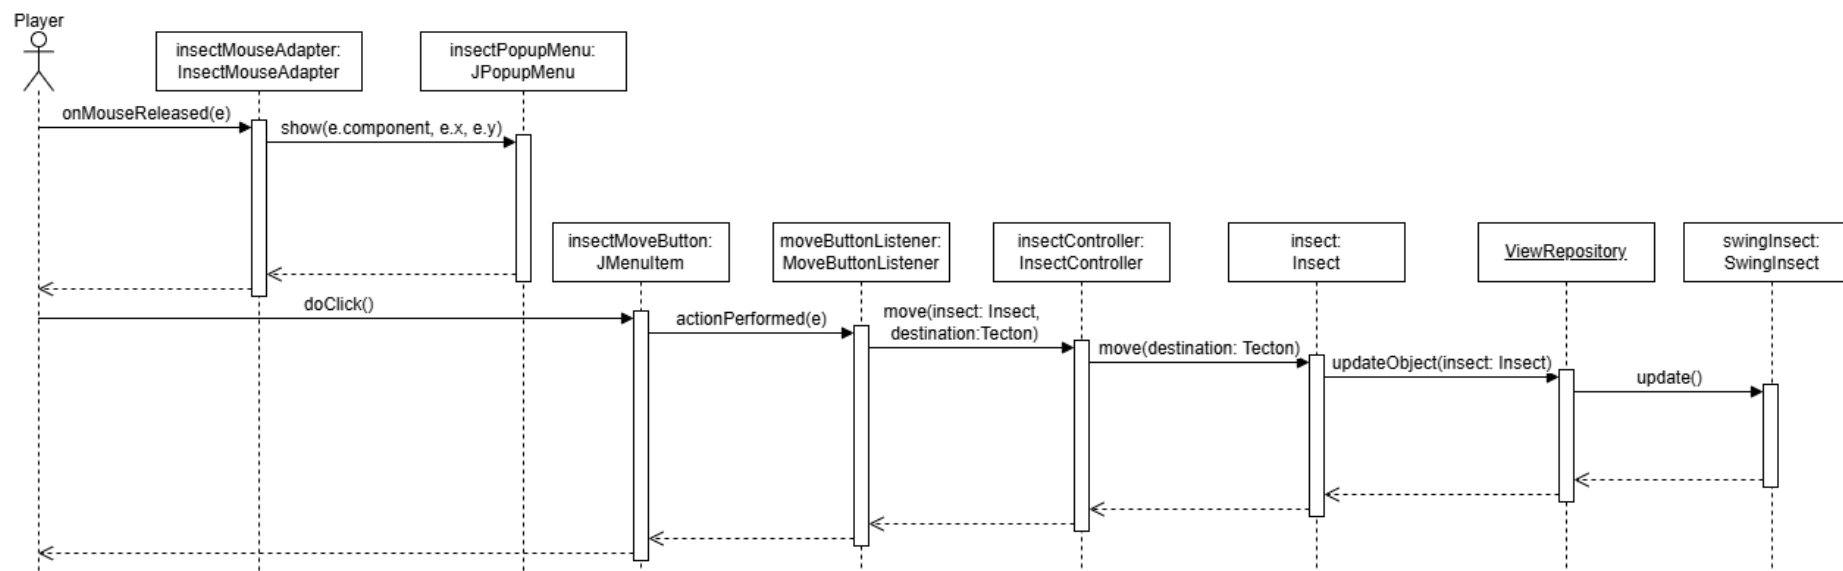 Player
insectMouseAdapter:
InsectMouseAdapter
insectPopupMenu:
JPopupMenu
onMouseReleased(e)
show(e.component, e.x, e.y)
insectMoveButton:
JMenuItem
moveButtonListener:
MoveButtonListener
insectController:
InsectController
insect:
Insect
ViewRepository
swingInsect:
SwingInsect
doClick()
actionPerformed(e)
move(insect: Insect,
destination:Tecton)
move(destination: Tecton)
updateObject(insect: Insect)
update()